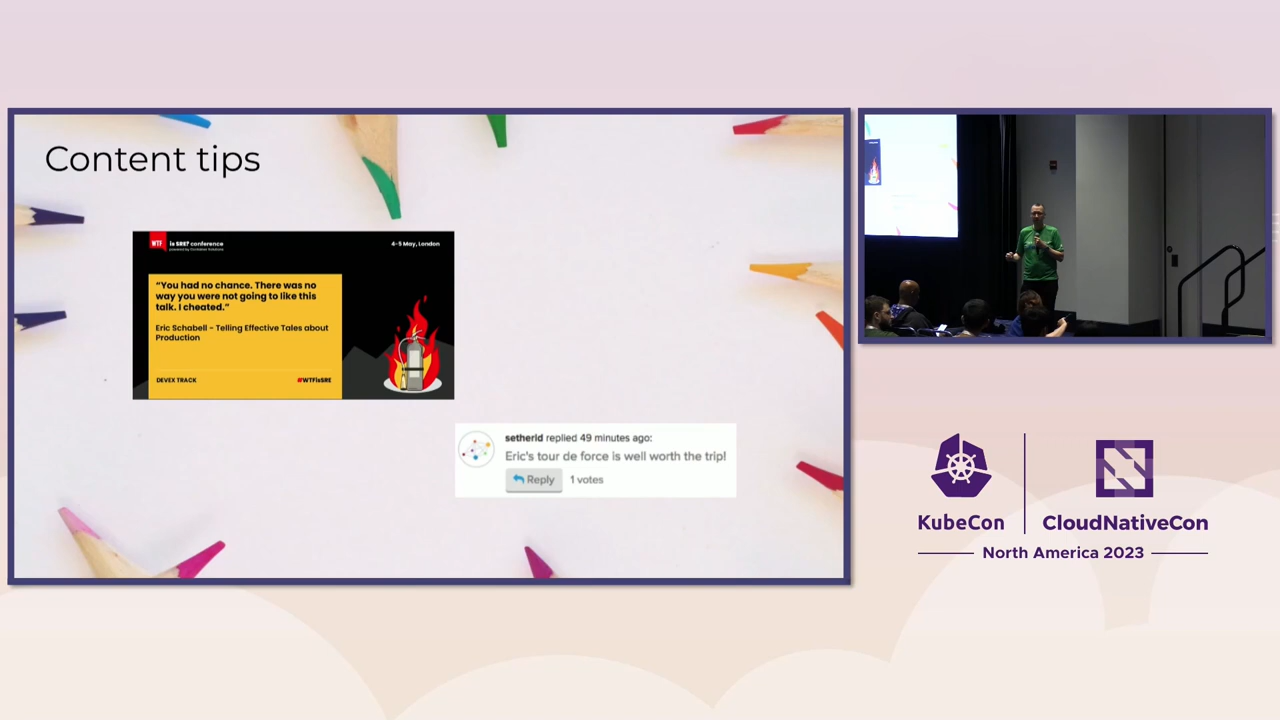 Content tips
WTF is SRE? conference
4-5 May, London
“You had no chance. There was no
way you were not going to like this
talk. I cheated.”
Eric Schabell - Telling Effective Tales about
Production
DEVEX TRACK
#WTFisSRE
setherid replied 49 minutes ago:
Eric's tour de force is well worth the trip!
Reply
1 votes
KubeCon
CloudNativeCon
North America 2023